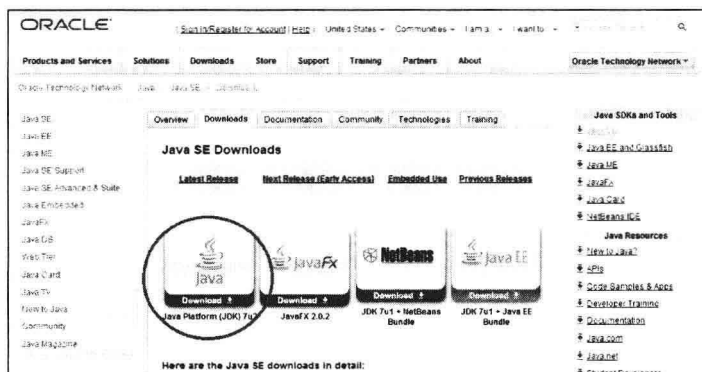 ORACLE
Sign In/Register for Account | Help United States Communities I am a I want to
Products and Services Solutions Downloads Store Support Training Partners About Oracle Technology Network
Oracle Technology Network Java Java SE
Java SE
Java EE
Java ME
Java SE Support
Java SE Advanced & Suite
Java Embedded
JavaFX
Java DB
Web Tier
Java Card
Java TV
New to Java
Community
Java Magazine
Overview Downloads Documentation Community Technologies Training
Java SE Downloads
Latest Release Next Release (Early Access) Embedded Use Previous Releases
Java JavaFX NetBeans Java EE
Download Download Download Download
Java Platform (JDK) 7u2 JavaFX 2.0.2 JDK 7u1 + NetBeans Bundle JDK 7u1 + Java EE Bundle
Here are the Java SE downloads in detail:
Java SDKs and Tools
Java EE and Glassfish
Java ME
JavaFX
Java Card
NetBeans IDE
Java Resources
New to Java?
APIs
Code Samples & Apps
Developer Training
Documentation
Java.com
Java.net